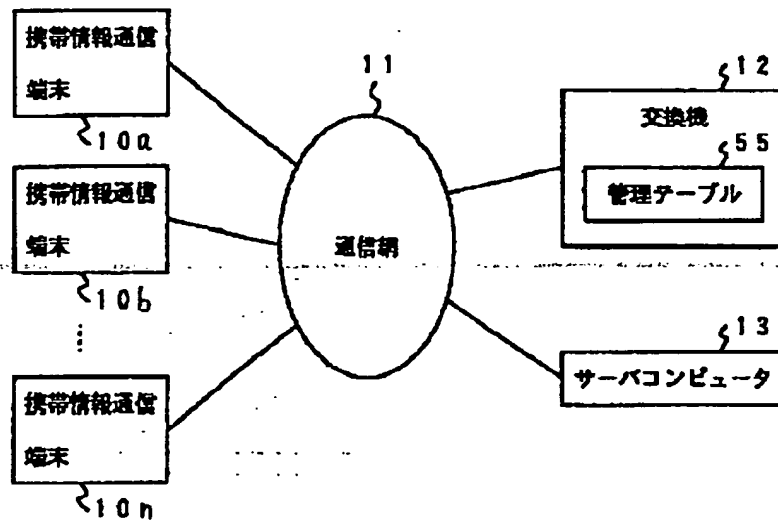 携帯情報通信
端末
10a
携帯情報通信
端末
10b
携帯情報通信
端末
10n
11
通信網
12
交換機
55
管理テーブル
13
サーバコンピュータ